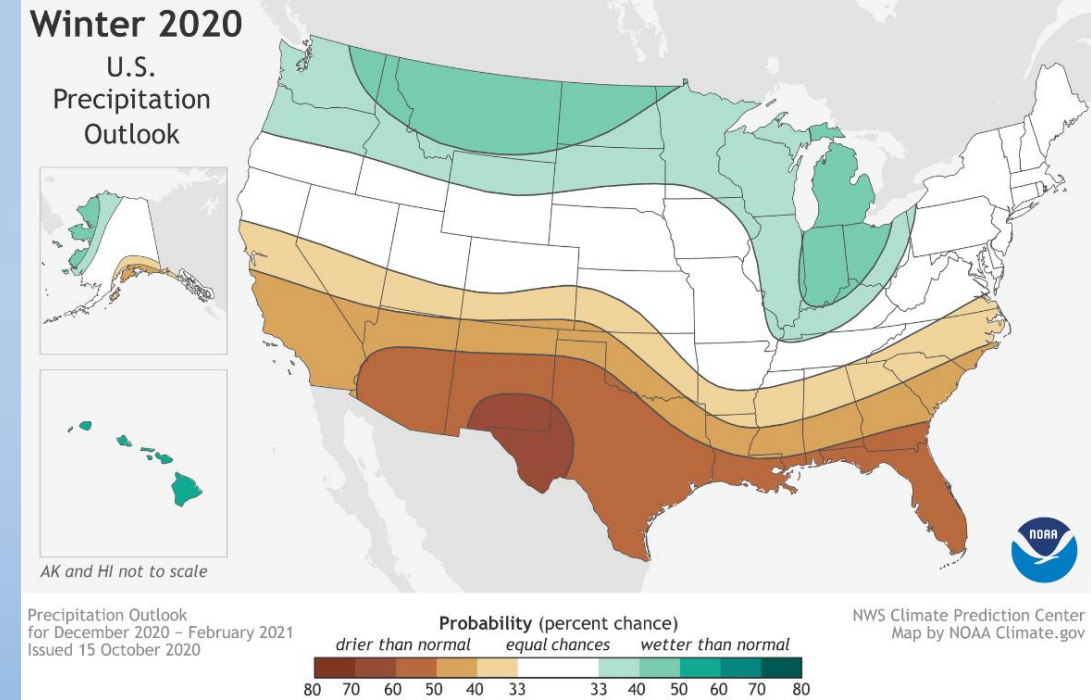 Winter 2020
U.S.
Precipitation
Outlook
AK and HI not to scale
NOAA
Precipitation Outlook
for December 2020 – February 2021
Issued 15 October 2020
Probability (percent chance)
drier than normal equal chances wetter than normal
80 70 60 50 40 33 33 40 50 60 70 80
NWS Climate Prediction Center
Map by NOAA Climate.gov